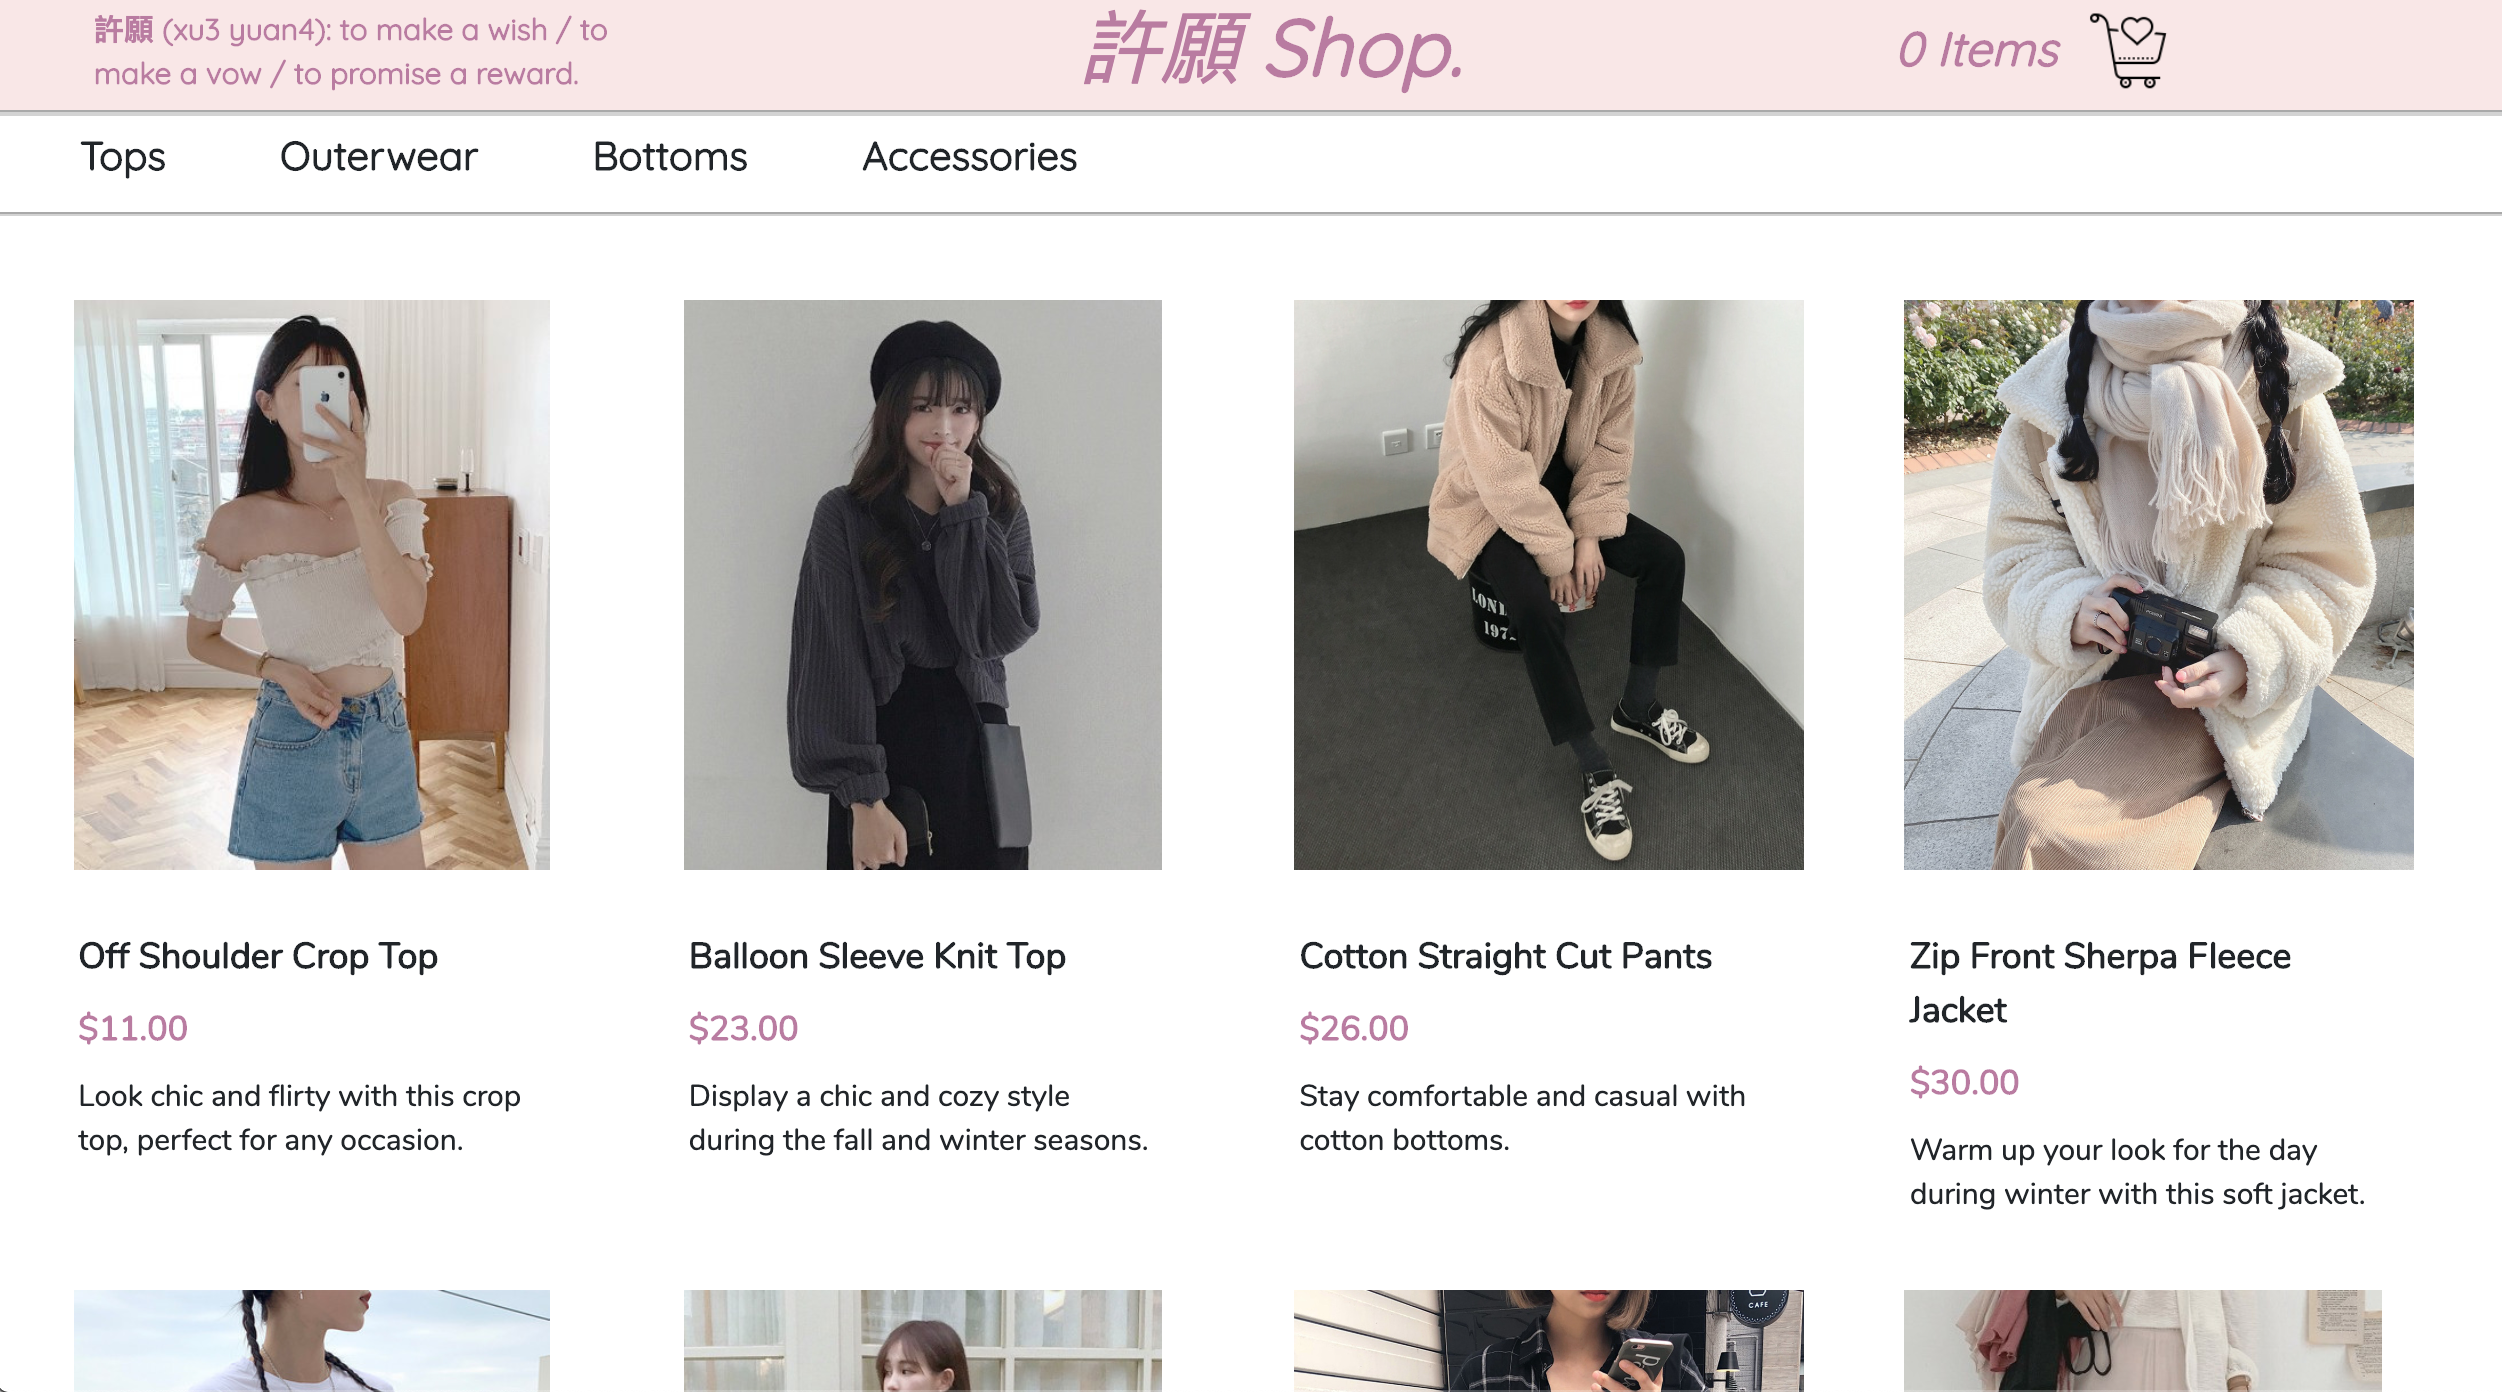 許願 (xu3 yuan4): to make a wish / to
make a vow / to promise a reward.
許願 Shop.
0 Items
Tops
Outerwear
Bottoms
Accessories
Off Shoulder Crop Top
$11.00
Look chic and flirty with this crop
top, perfect for any occasion.
Balloon Sleeve Knit Top
$23.00
Display a chic and cozy style
during the fall and winter seasons.
LON
197
Cotton Straight Cut Pants
$26.00
Stay comfortable and casual with
cotton bottoms.
Zip Front Sherpa Fleece
Jacket
$30.00
Warm up your look for the day
during winter with this soft jacket.
CAFE